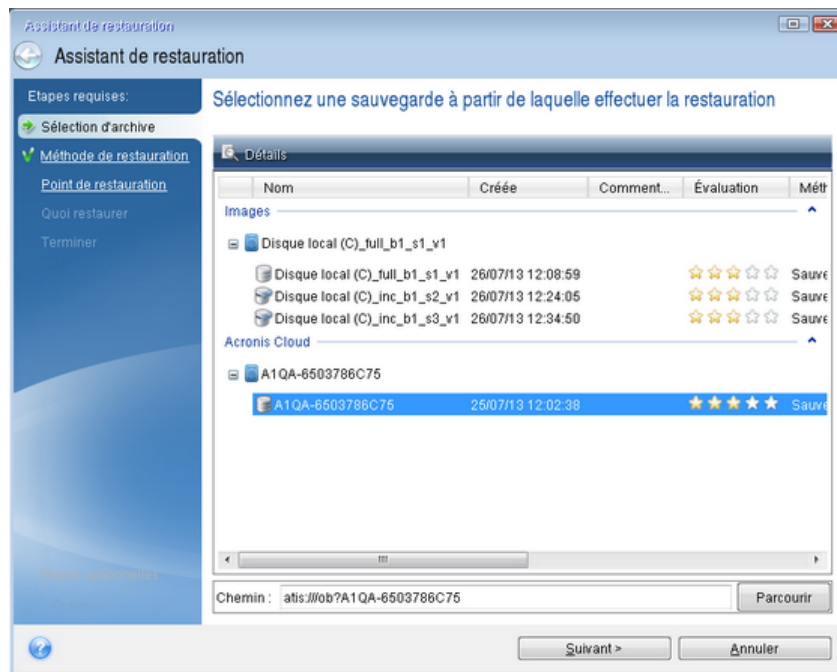 Assistant de restauration
Assistant de restauration
Etapes requises:
Sélection d'archive
Méthode de restauration
Point de restauration
Quoi restaurer
Terminer
Sélectionnez une sauvegarde à partir de laquelle effectuer la restauration
Détails
Nom Créée Comment... Évaluation Méth
Images
Disque local (C)_full_b1_s1_v1
Disque local (C)_full_b1_s1_v1 26/07/13 12:08:59 Sauve
Disque local (C)_inc_b1_s2_v1 26/07/13 12:24:05 Sauve
Disque local (C)_inc_b1_s3_v1 26/07/13 12:34:50 Sauve
Acronis Cloud
A1QA-6503786C75
A1QA-6503786C75 25/07/13 12:02:38 Sauve
Chemin : atis:///ob?A1QA-6503786C75 Parcourir
Suivant > Annuler